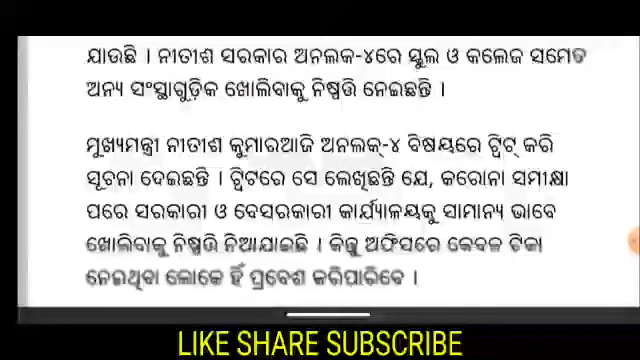 ଯାଉଛି । ନୀତୀଶ ସରକାର ଅନଲକ-୪ରେ ସ୍କୁଲ ଓ କଲେଜ ସମେତ
ଅନ୍ୟ ସଂସ୍ଥାଗୁଡ଼ିକ ଖୋଲିବାକୁ ନିଷ୍ପତ୍ତି ନେଇଛନ୍ତି ।
ମୁଖ୍ୟମନ୍ତ୍ରୀ ନୀତୀଶ କୁମାରଆଜି ଅନଲକ୍-୪ ବିଷୟରେ ଟ୍ୱିଟ୍ କରି
ସୂଚନା ଦେଇଛନ୍ତି । ଟ୍ୱିଟରେ ସେ ଲେଖିଛନ୍ତି ଯେ, କରୋନା ସମୀକ୍ଷା
ପରେ ସରକାରୀ ଓ ବେସରକାରୀ କାର୍ଯ୍ୟାଳୟକୁ ସାମାନ୍ୟ ଭାବେ
ଖୋଲିବାକୁ ନିଷ୍ପତ୍ତି ନିଆଯାଇଛି । କିନ୍ତୁ ଅଫିସରେ କେବଳ ଟିକା
ନେଇଥିବା ଲୋକେ ହିଁ ପ୍ରବେଶ କରିପାରିବେ ।
LIKE SHARE SUBSCRIBE